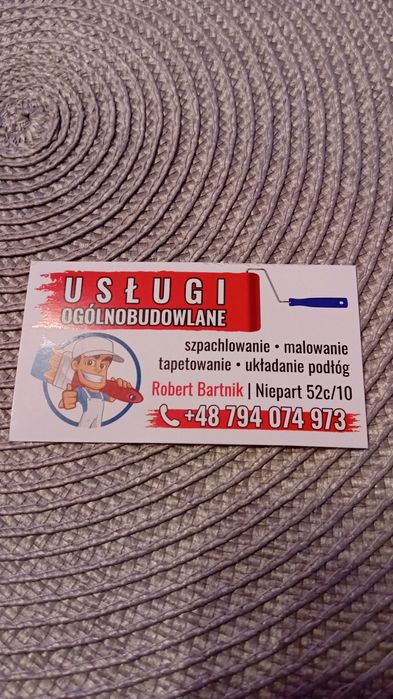 USŁUGI
OGÓLNOBUDOWLANE
szpachlowanie • malowanie
tapetowanie • układanie podłóg
Robert Bartnik | Niepart 52c/10
+48 794 074 973